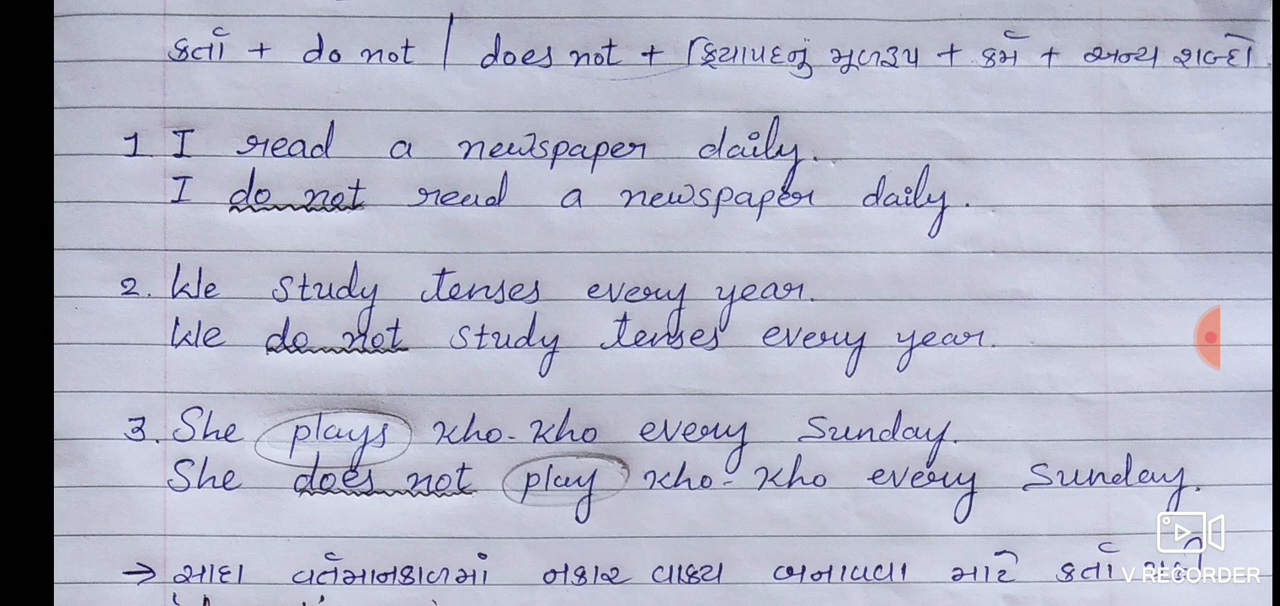 કર્તા + do not | does not + ક્રિયાપદનું મૂળરૂપ + કર્મ + અન્ય શબ્દો
1 I read a newspaper daily.
I do not read a newspaper daily.
2. We study tenses every year.
We do not study tenses every year.
3. She plays kho-kho every Sunday.
She does not play kho-kho every Sunday.
→ સાદા વર્તમાનકાળમાં નકાર વાક્ય બનાવવા માટે કર્તા
V RECORDER